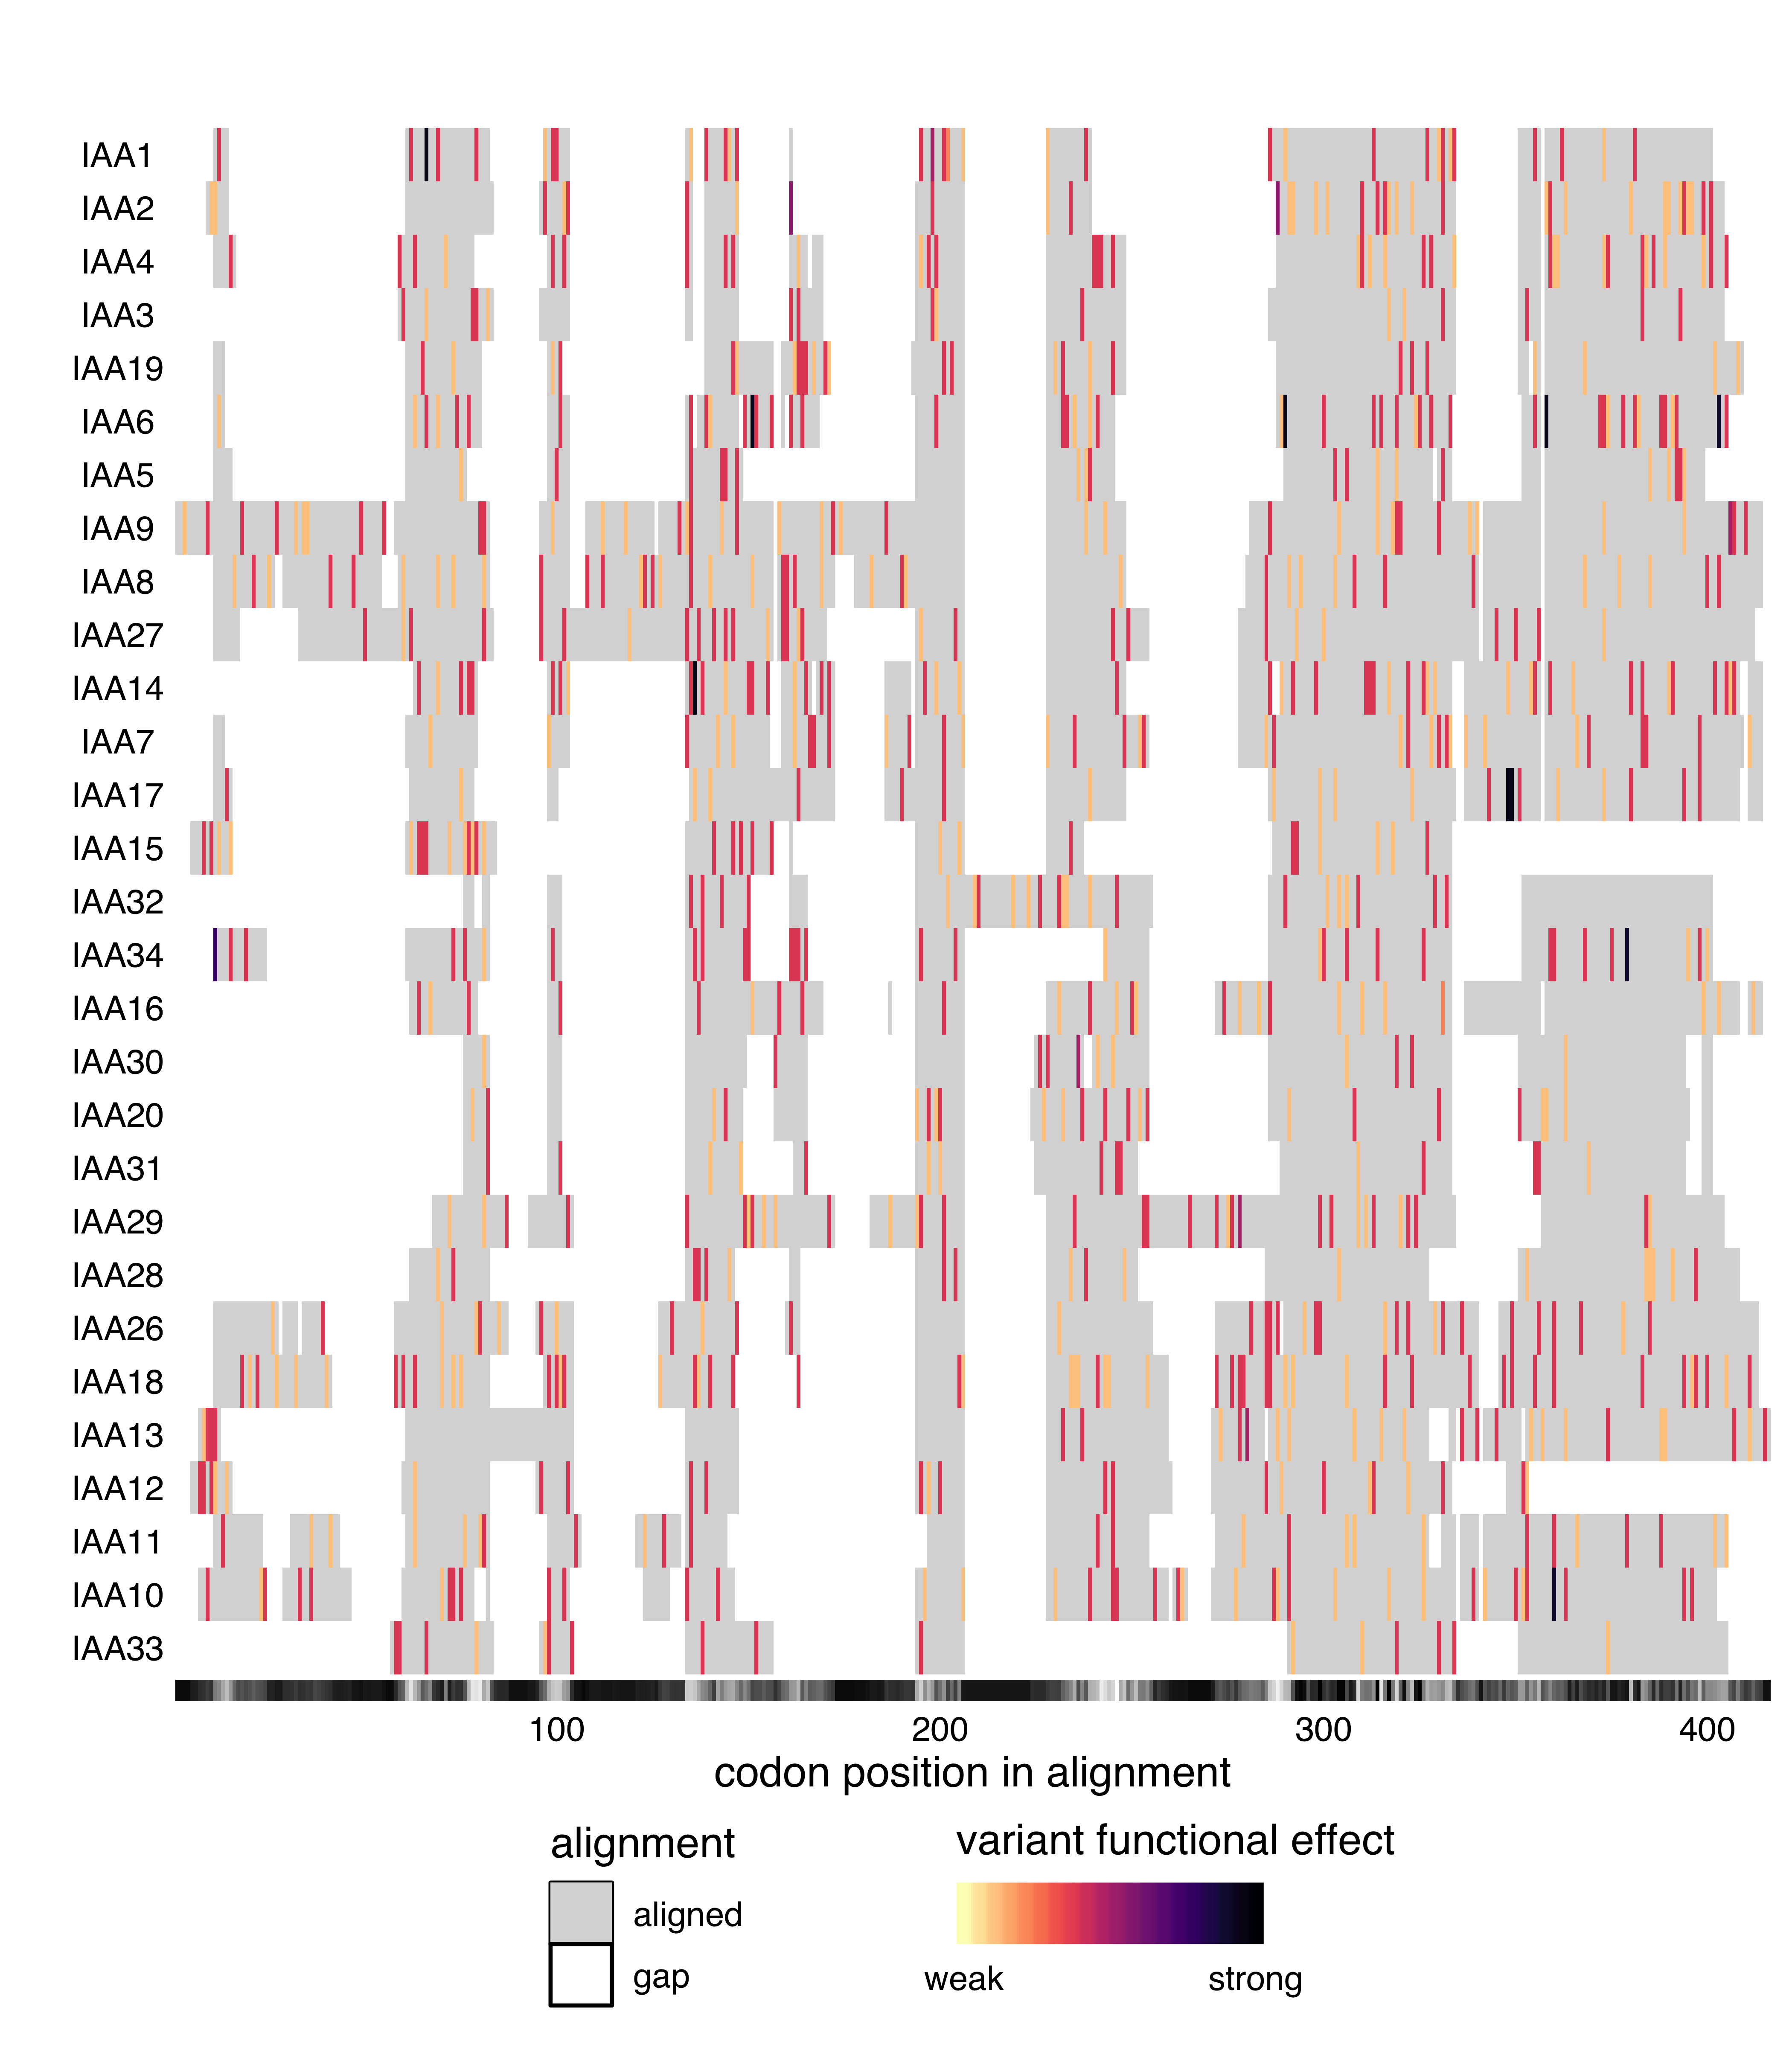 IAA1
IAA2
IAA4
IAA3
IAA19
IAA6
IAA5
IAA9
IAA8
IAA27
IAA14
IAA7
IAA17
IAA15
IAA32
IAA34
IAA16
IAA30
IAA20
IAA31
IAA29
IAA28
IAA26
IAA18
IAA13
IAA12
IAA11
IAA10
IAA33
100 200 300 400
codon position in alignment
alignment
aligned
gap
variant functional effect
weak strong